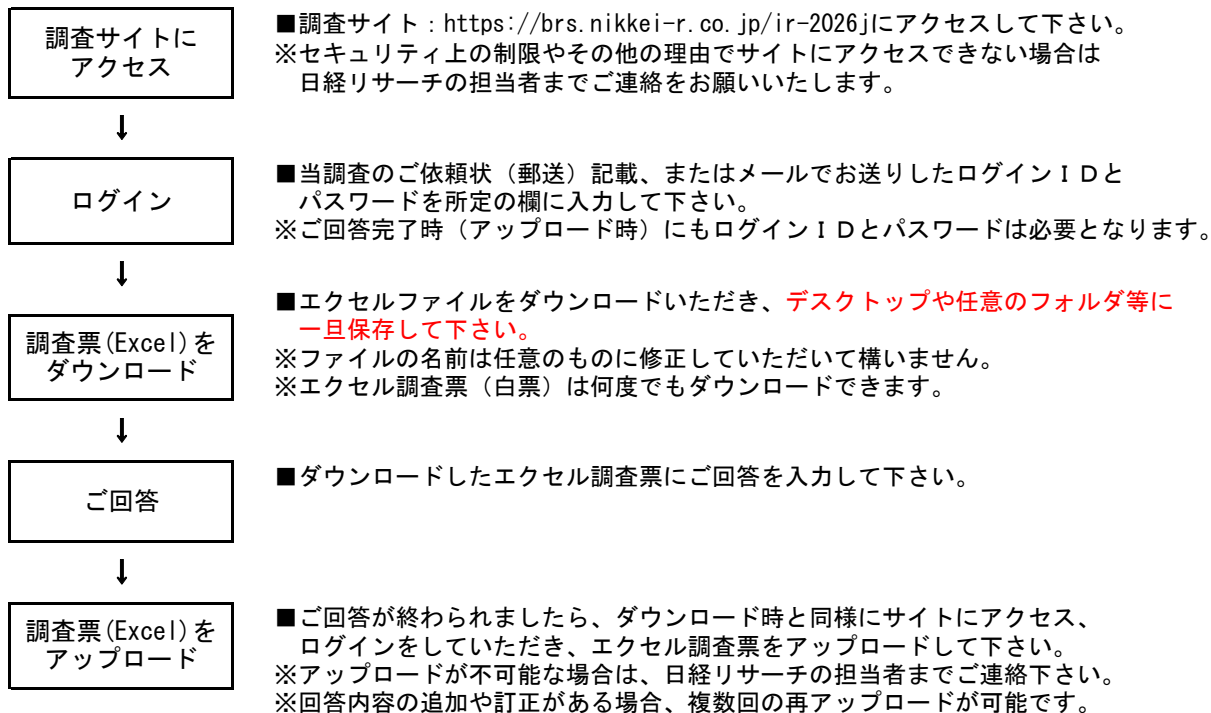 調査サイトに
アクセス
■調査サイト：https://brs.nikkei-r.co.jp/ir-2026jにアクセスして下さい。
※セキュリティ上の制限やその他の理由でサイトにアクセスできない場合は
日経リサーチの担当者までご連絡をお願いいたします。
↓
ログイン
■当調査のご依頼状（郵送）記載、またはメールでお送りしたログインＩＤと
パスワードを所定の欄に入力して下さい。
※ご回答完了時（アップロード時）にもログインＩＤとパスワードは必要となります。
↓
調査票(Excel)を
ダウンロード
■エクセルファイルをダウンロードいただき、デスクトップや任意のフォルダ等に
一旦保存して下さい。
※ファイルの名前は任意のものに修正していただいて構いません。
※エクセル調査票（白票）は何度でもダウンロードできます。
↓
ご回答
■ダウンロードしたエクセル調査票にご回答を入力して下さい。
↓
調査票(Excel)を
アップロード
■ご回答が終わられましたら、ダウンロード時と同様にサイトにアクセス、
ログインをしていただき、エクセル調査票をアップロードして下さい。
※アップロードが不可能な場合は、日経リサーチの担当者までご連絡下さい。
※回答内容の追加や訂正がある場合、複数回の再アップロードが可能です。